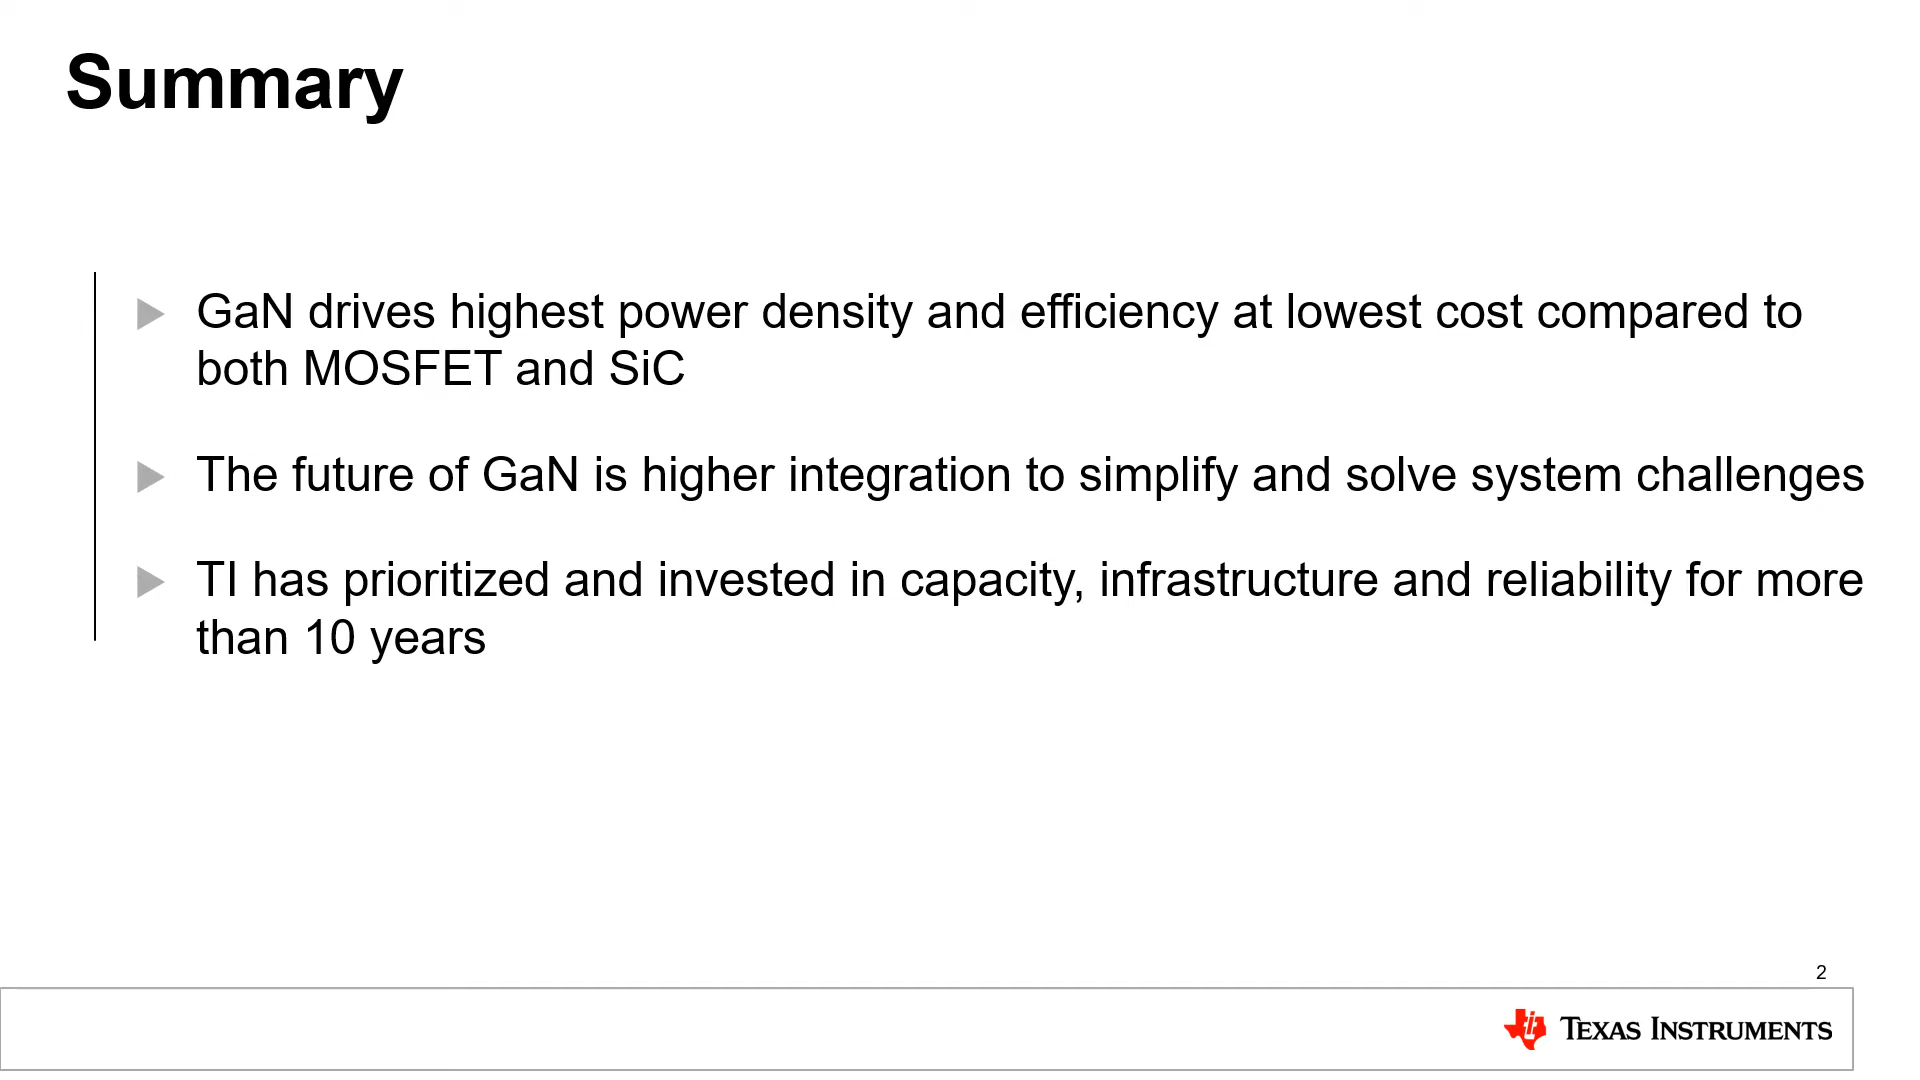 Summary
GaN drives highest power density and efficiency at lowest cost compared to
both MOSFET and SiC
The future of GaN is higher integration to simplify and solve system challenges
TI has prioritized and invested in capacity, infrastructure and reliability for more
than 10 years
2
TEXAS INSTRUMENTS